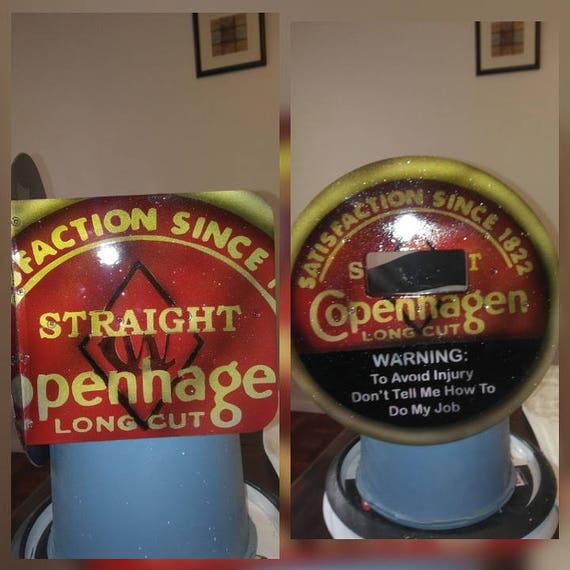 FACTION SINCE 1
STRAIGHT
openhage
LONG CUT
SATISFACTION SINCE 1822
S T
Copenhagen
LONG CUT
WARNING:
To Avoid Injury
Don't Tell Me How To
Do My Job